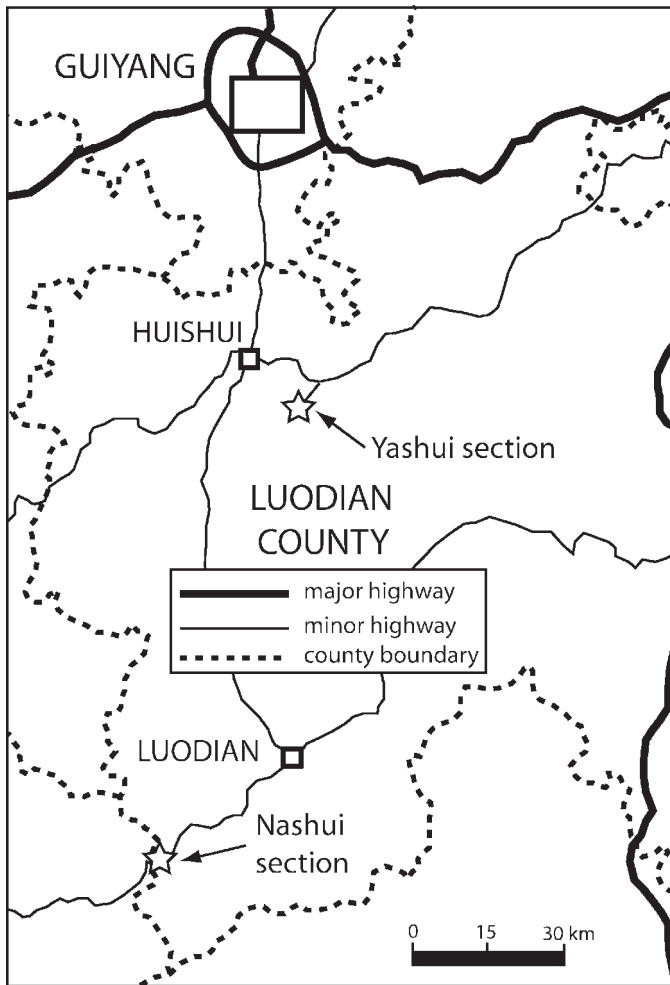 GUIYANG
HUISHUI
Yashui section
LUODIAN
COUNTY
major highway
minor highway
county boundary
LUODIAN
Nashui
section
0 15 30 km